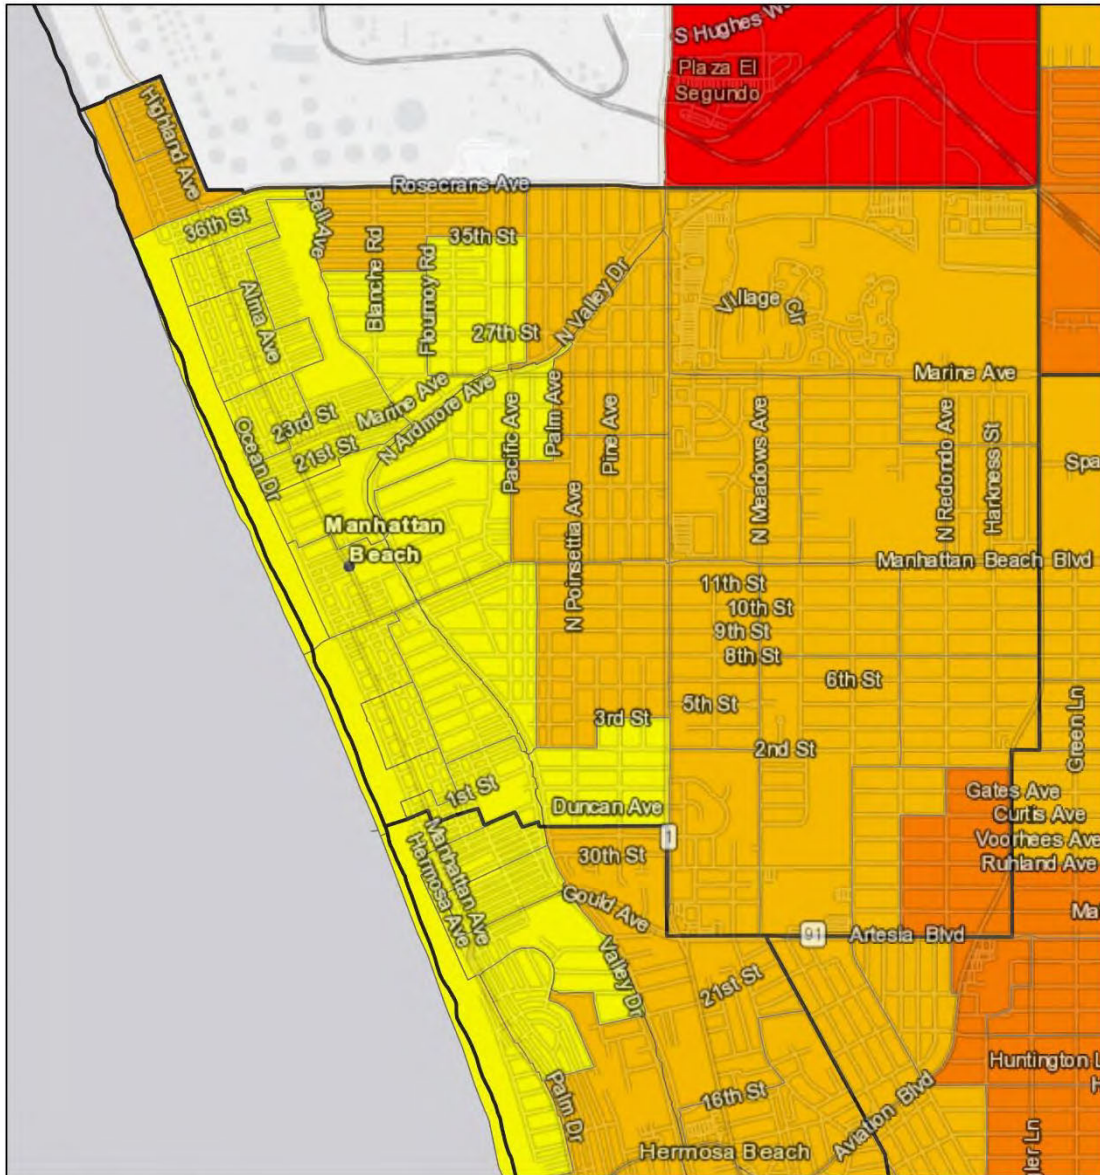 S Hughes W
Plaza El
Segundo
Highland Ave
Rosecrans Ave
36th St
Bell Ave
Blanche Rd
35th St
Flournoy Rd
N Valley Dr
Village Cir
Alma Ave
27th St
Marine Ave
Marine Ave
N Ardmore Ave
Pacific Ave
Palm Ave
Pine Ave
N Meadows Ave
N Redondo Ave
Harkness St
23rd St
21st St
Ocean Dr
Spa
Manhattan
Beach
N Poinsettia Ave
Manhattan Beach Blvd
11th St
10th St
9th St
8th St
6th St
5th St
3rd St
2nd St
Green Ln
1st St
Duncan Ave
Gates Ave
Curtis Ave
Voorhees Ave
Ruhland Ave
1
30th St
Manhattan Ave
Hermosa Ave
Gould Ave
Ma
91
Artesia Blvd
Valley Dr
21st St
Huntington L
H
Palm Dr
16th St
Aviation Blvd
ler Ln
Hermosa Beach